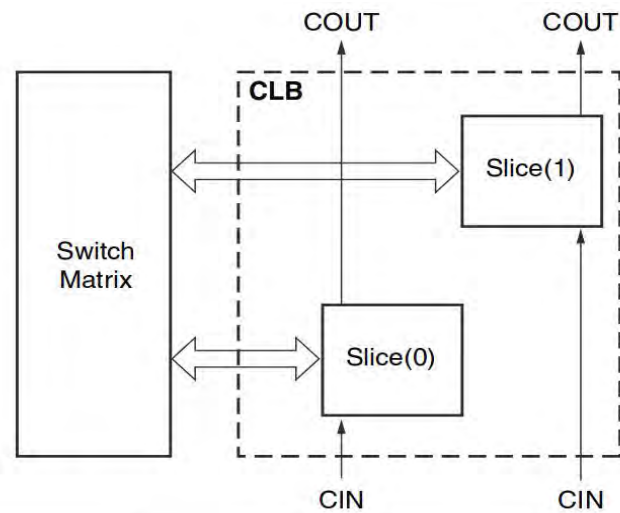 COUT
COUT
CLB
Slice(1)
Switch
Matrix
Slice(0)
CIN
CIN